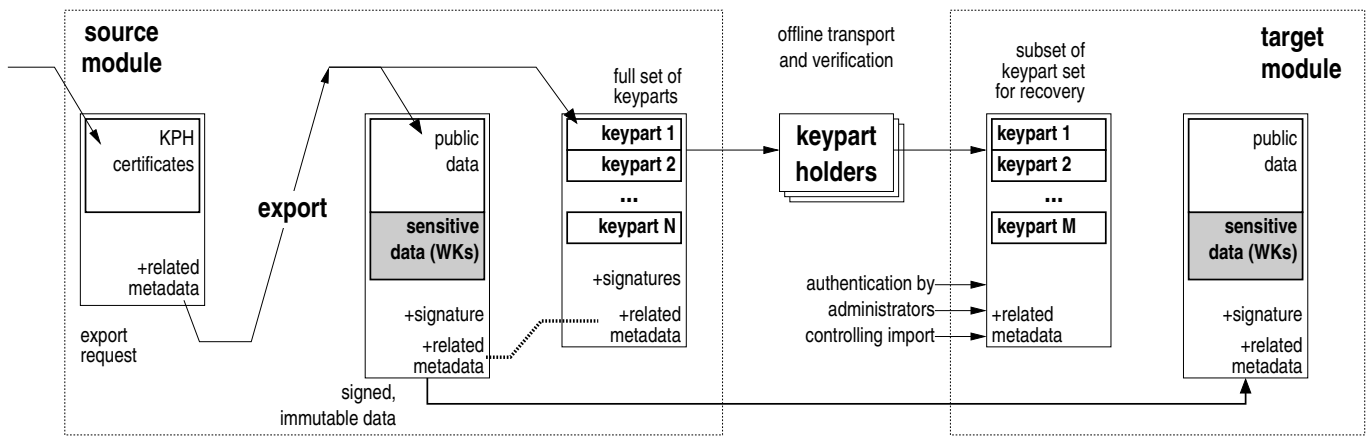 source
module
KPH
certificates
+related
metadata
export
request
export
public
data
sensitive
data (WKs)
+signature
+related
metadata
signed,
immutable data
full set of
keyparts
keypart 1
keypart 2
...
keypart N
+signatures
+related
metadata
offline transport
and verification
keypart
holders
subset of
keypart set
for recovery
keypart 1
keypart 2
...
keypart M
authentication by
administrators
controlling import
+related
metadata
target
module
public
data
sensitive
data (WKs)
+signature
+related
metadata